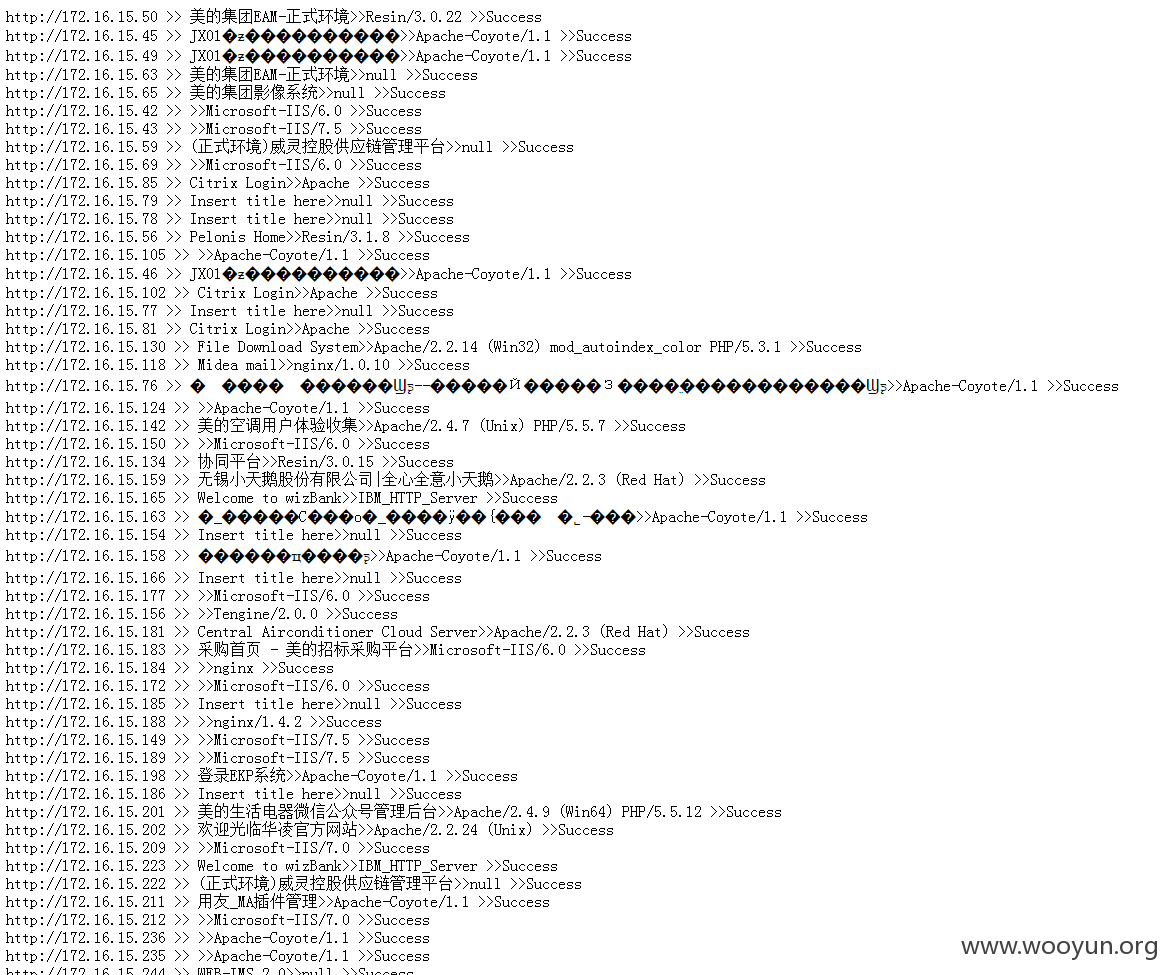 http://172.16.15.50 >> 美的集团EAM-正式环境>>Resin/3.0.22 >>Success
http://172.16.15.45 >> JX01�ƶ����������>>Apache-Coyote/1.1 >>Success
http://172.16.15.49 >> JX01�ƶ����������>>Apache-Coyote/1.1 >>Success
http://172.16.15.63 >> 美的集团EAM-正式环境>>null >>Success
http://172.16.15.65 >> 美的集团影像系统>>null >>Success
http://172.16.15.42 >> >>Microsoft-IIS/6.0 >>Success
http://172.16.15.43 >> >>Microsoft-IIS/7.5 >>Success
http://172.16.15.59 >> (正式环境)威灵控股供应链管理平台>>null >>Success
http://172.16.15.69 >> >>Microsoft-IIS/6.0 >>Success
http://172.16.15.85 >> Citrix Login>>Apache >>Success
http://172.16.15.79 >> Insert title here>>null >>Success
http://172.16.15.78 >> Insert title here>>null >>Success
http://172.16.15.56 >> Pelonis Home>>Resin/3.1.8 >>Success
http://172.16.15.105 >> >>Apache-Coyote/1.1 >>Success
http://172.16.15.46 >> JX01�ƶ����������>>Apache-Coyote/1.1 >>Success
http://172.16.15.102 >> Citrix Login>>Apache >>Success
http://172.16.15.77 >> Insert title here>>null >>Success
http://172.16.15.81 >> Citrix Login>>Apache >>Success
http://172.16.15.130 >> File Download System>>Apache/2.2.14 (Win32) mod_autoindex_color PHP/5.3.1 >>Success
http://172.16.15.118 >> Midea mail>>nginx/1.0.10 >>Success
http://172.16.15.76 >> >>Apache-Coyote/1.1 >>Success
http://172.16.15.124 >> >>Apache-Coyote/1.1 >>Success
http://172.16.15.142 >> 美的空调用户体验收集>>Apache/2.4.7 (Unix) PHP/5.5.7 >>Success
http://172.16.15.150 >> >>Microsoft-IIS/6.0 >>Success
http://172.16.15.134 >> 协同平台>>Resin/3.0.15 >>Success
http://172.16.15.159 >> 无锡小天鹅股份有限公司|全心全意小天鹅>>Apache/2.2.3 (Red Hat) >>Success
http://172.16.15.165 >> Welcome to wizBank>>IBM_HTTP_Server >>Success
http://172.16.15.163 >> >>Apache-Coyote/1.1 >>Success
http://172.16.15.154 >> Insert title here>>null >>Success
http://172.16.15.158 >> >>Apache-Coyote/1.1 >>Success
http://172.16.15.166 >> Insert title here>>null >>Success
http://172.16.15.177 >> >>Microsoft-IIS/6.0 >>Success
http://172.16.15.156 >> >>Tengine/2.0.0 >>Success
http://172.16.15.181 >> Central Airconditioner Cloud Server>>Apache/2.2.3 (Red Hat) >>Success
http://172.16.15.183 >> 采购首页 - 美的招标采购平台>>Microsoft-IIS/6.0 >>Success
http://172.16.15.184 >> >>nginx >>Success
http://172.16.15.172 >> >>Microsoft-IIS/6.0 >>Success
http://172.16.15.185 >> Insert title here>>null >>Success
http://172.16.15.188 >> >>nginx/1.4.2 >>Success
http://172.16.15.149 >> >>Microsoft-IIS/7.5 >>Success
http://172.16.15.189 >> >>Microsoft-IIS/7.5 >>Success
http://172.16.15.198 >> 登录EKP系统>>Apache-Coyote/1.1 >>Success
http://172.16.15.186 >> Insert title here>>null >>Success
http://172.16.15.201 >> 美的生活电器微信公众号管理后台>>Apache/2.4.9 (Win64) PHP/5.5.12 >>Success
http://172.16.15.202 >> 欢迎光临华凌官方网站>>Apache/2.2.24 (Unix) >>Success
http://172.16.15.209 >> >>Microsoft-IIS/7.0 >>Success
http://172.16.15.223 >> Welcome to wizBank>>IBM_HTTP_Server >>Success
http://172.16.15.222 >> (正式环境)威灵控股供应链管理平台>>null >>Success
http://172.16.15.211 >> 用友_MA插件管理>>Apache-Coyote/1.1 >>Success
http://172.16.15.212 >> >>Microsoft-IIS/7.0 >>Success
http://172.16.15.236 >> >>Apache-Coyote/1.1 >>Success
http://172.16.15.235 >> >>Apache-Coyote/1.1 >>Success
http://172.16.15.244 >> WEB-IMS 2.0>>null >>Success
www.wooyun.org